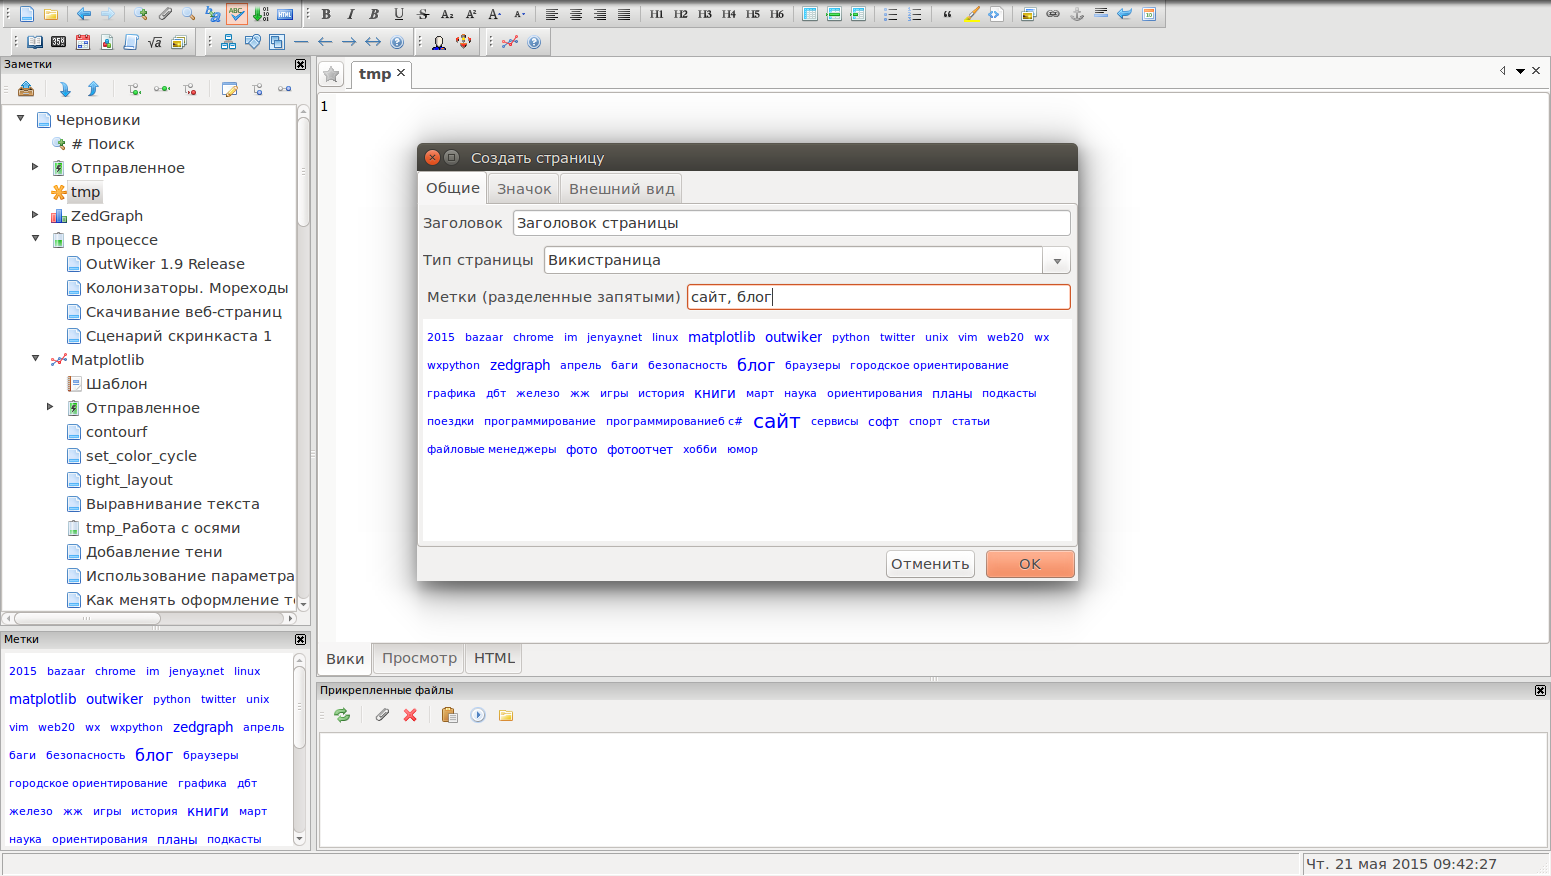 B I B U S A₂ A² A A H1 H2 H3 H4 H5 H6
Заметки
Черновики
# Поиск
Отправленное
tmp
ZedGraph
В процессе
OutWiker 1.9 Release
Колонизаторы. Мореходы
Скачивание веб-страниц
Сценарий скринкаста 1
Matplotlib
Шаблон
Отправленное
contourf
set_color_cycle
tight_layout
Выравнивание текста
tmp_Работа с осями
Добавление тени
Использование параметра
Как менять оформление
Метки
2015 bazaar chrome im jenyay.net linux
matplotlib outwiker python twitter unix
vim web20 wx wxpython zedgraph апрель
баги безопасность блог браузеры
городское ориентирование графика дбт
железо жж игры история книги март
наука ориентирования планы подкасты
tmp
1
Создать страницу
Общие Значок Внешний вид
Заголовок Заголовок страницы
Тип страницы Викистраница
Метки (разделенные запятыми) сайт, блог
2015 bazaar chrome im jenyay.net linux matplotlib outwiker python twitter unix vim web20 wx
wxpython zedgraph апрель баги безопасность блог браузеры городское ориентирование
графика дбт железо жж игры история книги март наука ориентирования планы подкасты
поездки программирование программированиеб c# сайт сервисы софт спорт статьи
файловые менеджеры фото фотоотчет хобби юмор
Отменить OK
Вики Просмотр HTML
Прикрепленные файлы
Чт. 21 мая 2015 09:42:27